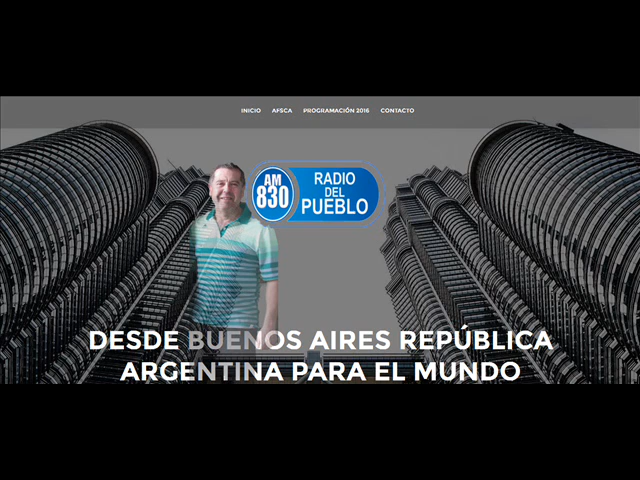 INICIO AFSCA PROGRAMACIÓN 2016 CONTACTO
AM 830
RADIO
DEL
PUEBLO
DESDE BUENOS AIRES REPÚBLICA
ARGENTINA PARA EL MUNDO